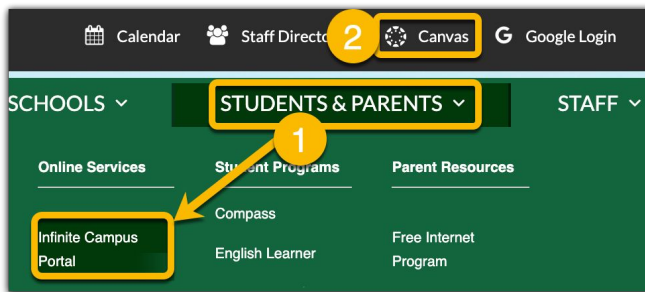 Calendar
Staff Directo
2
Canvas
G Google Login
SCHOOLS
STUDENTS & PARENTS
STAFF
1
Online Services
Student Programs
Parent Resources
Infinite Campus
Portal
Compass
English Learner
Free Internet
Program